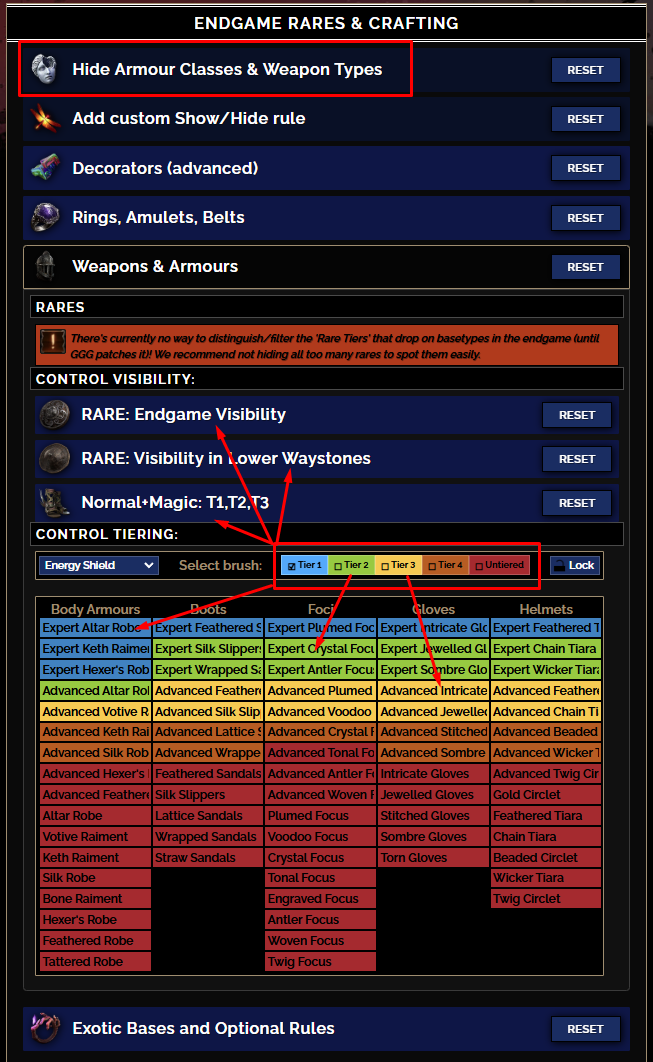 ENDGAME RARES & CRAFTING
Hide Armour Classes & Weapon Types RESET
Add custom Show/Hide rule RESET
Decorators (advanced) RESET
Rings, Amulets, Belts RESET
Weapons & Armours RESET
RARES
There's currently no way to distinguish/filter the 'Rare Tiers' that drop on basetypes in the endgame (until
GGG patches it)! We recommend not hiding all too many rares to spot them easily.
CONTROL VISIBILITY:
RARE: Endgame Visibility RESET
RARE: Visibility in Lower Waystones RESET
Normal+Magic: T1,T2,T3 RESET
CONTROL TIERING:
Energy Shield Select brush: Tier 1 Tier 2 Tier 3 Tier 4 Untiered Lock
Body Armours Boots Foci Gloves Helmets
Expert Altar Robe Expert Feathered S Expert Plumed Foc Expert Intricate Glo Expert Feathered T
Expert Keth Raimen Expert Silk Slippers Expert Crystal Focu Expert Jewelled Gl Expert Chain Tiara
Expert Hexer's Rob Expert Wrapped Sa Expert Antler Focus Expert Sombre Glo Expert Wicker Tiara
Advanced Altar Rol Advanced Feathere Advanced Plumed Advanced Intricate Advanced Feathere
Advanced Votive R Advanced Silk Slip Advanced Voodoo Advanced Jewelle Advanced Chain Ti
Advanced Keth Rai Advanced Lattice S Advanced Crystal F Advanced Stitched Advanced Beaded
Advanced Silk Rob Advanced Wrappe Advanced Tonal Fo Advanced Sombre Advanced Wicker T
Advanced Hexer's Feathered Sandals Advanced Antler F Intricate Gloves Advanced Twig Cir
Advanced Feathere Silk Slippers Advanced Woven F Jewelled Gloves Gold Circlet
Altar Robe Lattice Sandals Plumed Focus Stitched Gloves Feathered Tiara
Votive Raiment Wrapped Sandals Voodoo Focus Sombre Gloves Chain Tiara
Keth Raiment Straw Sandals Crystal Focus Torn Gloves Beaded Circlet
Silk Robe Tonal Focus Wicker Tiara
Bone Raiment Engraved Focus Twig Circlet
Hexer's Robe Antler Focus
Feathered Robe Woven Focus
Tattered Robe Twig Focus
Exotic Bases and Optional Rules RESET